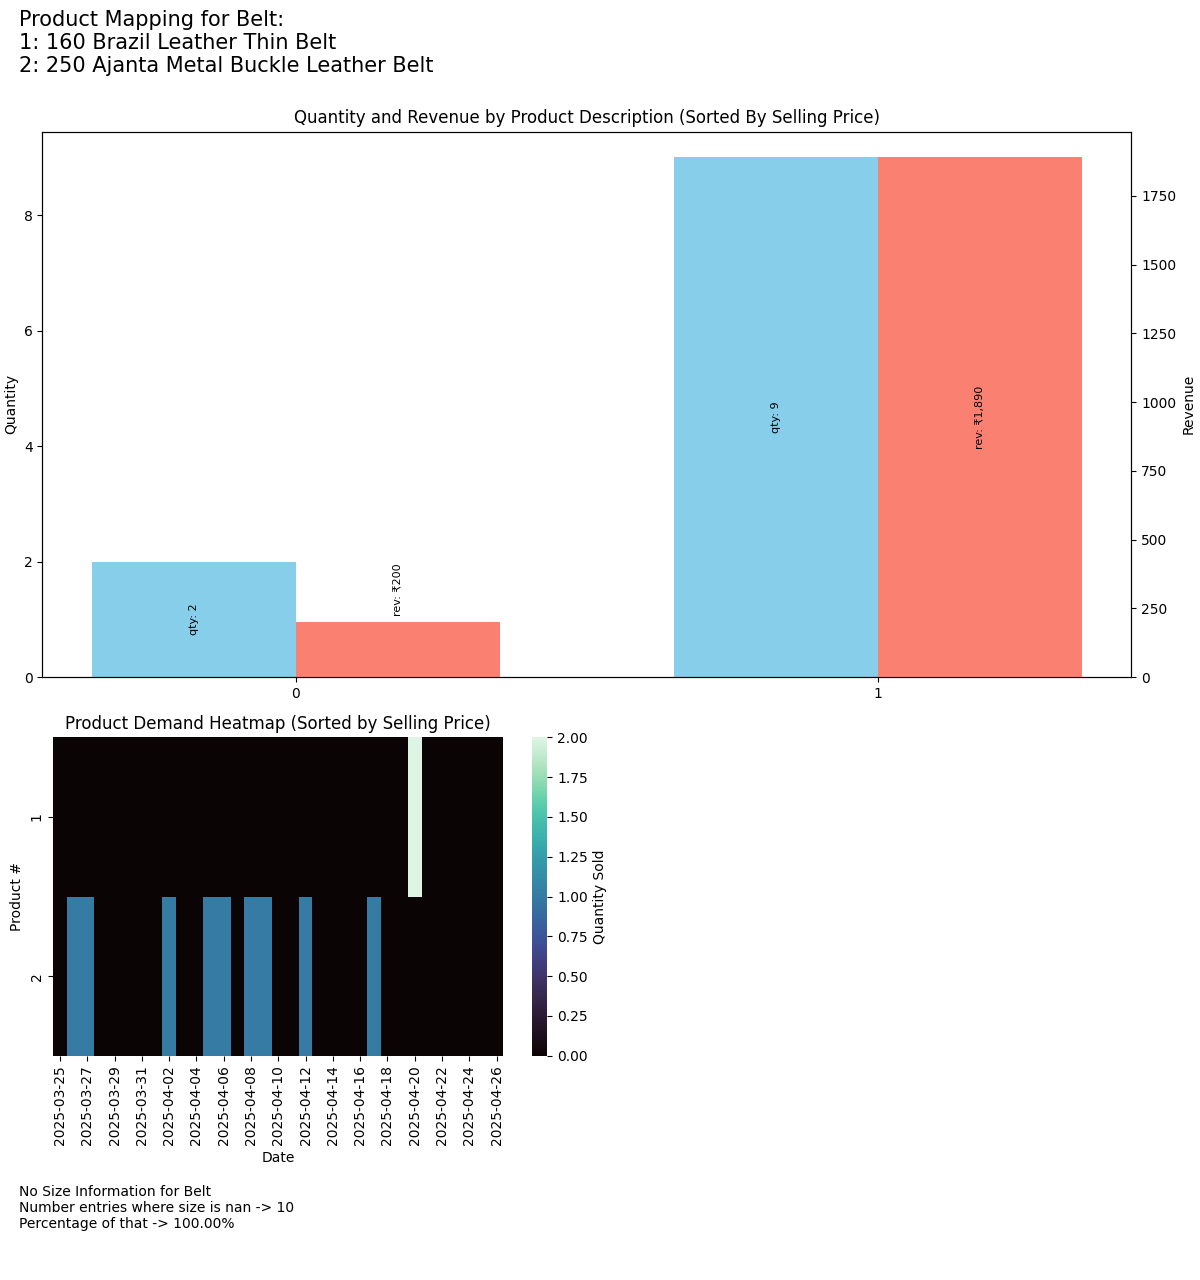 Product Mapping for Belt:
1: 160 Brazil Leather Thin Belt
2: 250 Ajanta Metal Buckle Leather Belt
Quantity and Revenue by Product Description (Sorted By Selling Price)
Quantity
0
2
4
6
8
qty: 2
rev: ₹200
qty: 9
rev: ₹1,890
0
250
500
750
1000
1250
1500
1750
Revenue
0
1
Product Demand Heatmap (Sorted by Selling Price)
Product #
1
2
2025-03-25
2025-03-27
2025-03-29
2025-03-31
2025-04-02
2025-04-04
2025-04-06
2025-04-08
2025-04-10
2025-04-12
2025-04-14
2025-04-16
2025-04-18
2025-04-20
2025-04-22
2025-04-24
2025-04-26
Date
2.00
1.75
1.50
1.25
1.00
0.75
0.50
0.25
0.00
Quantity Sold
No Size Information for Belt
Number entries where size is nan -> 10
Percentage of that -> 100.00%